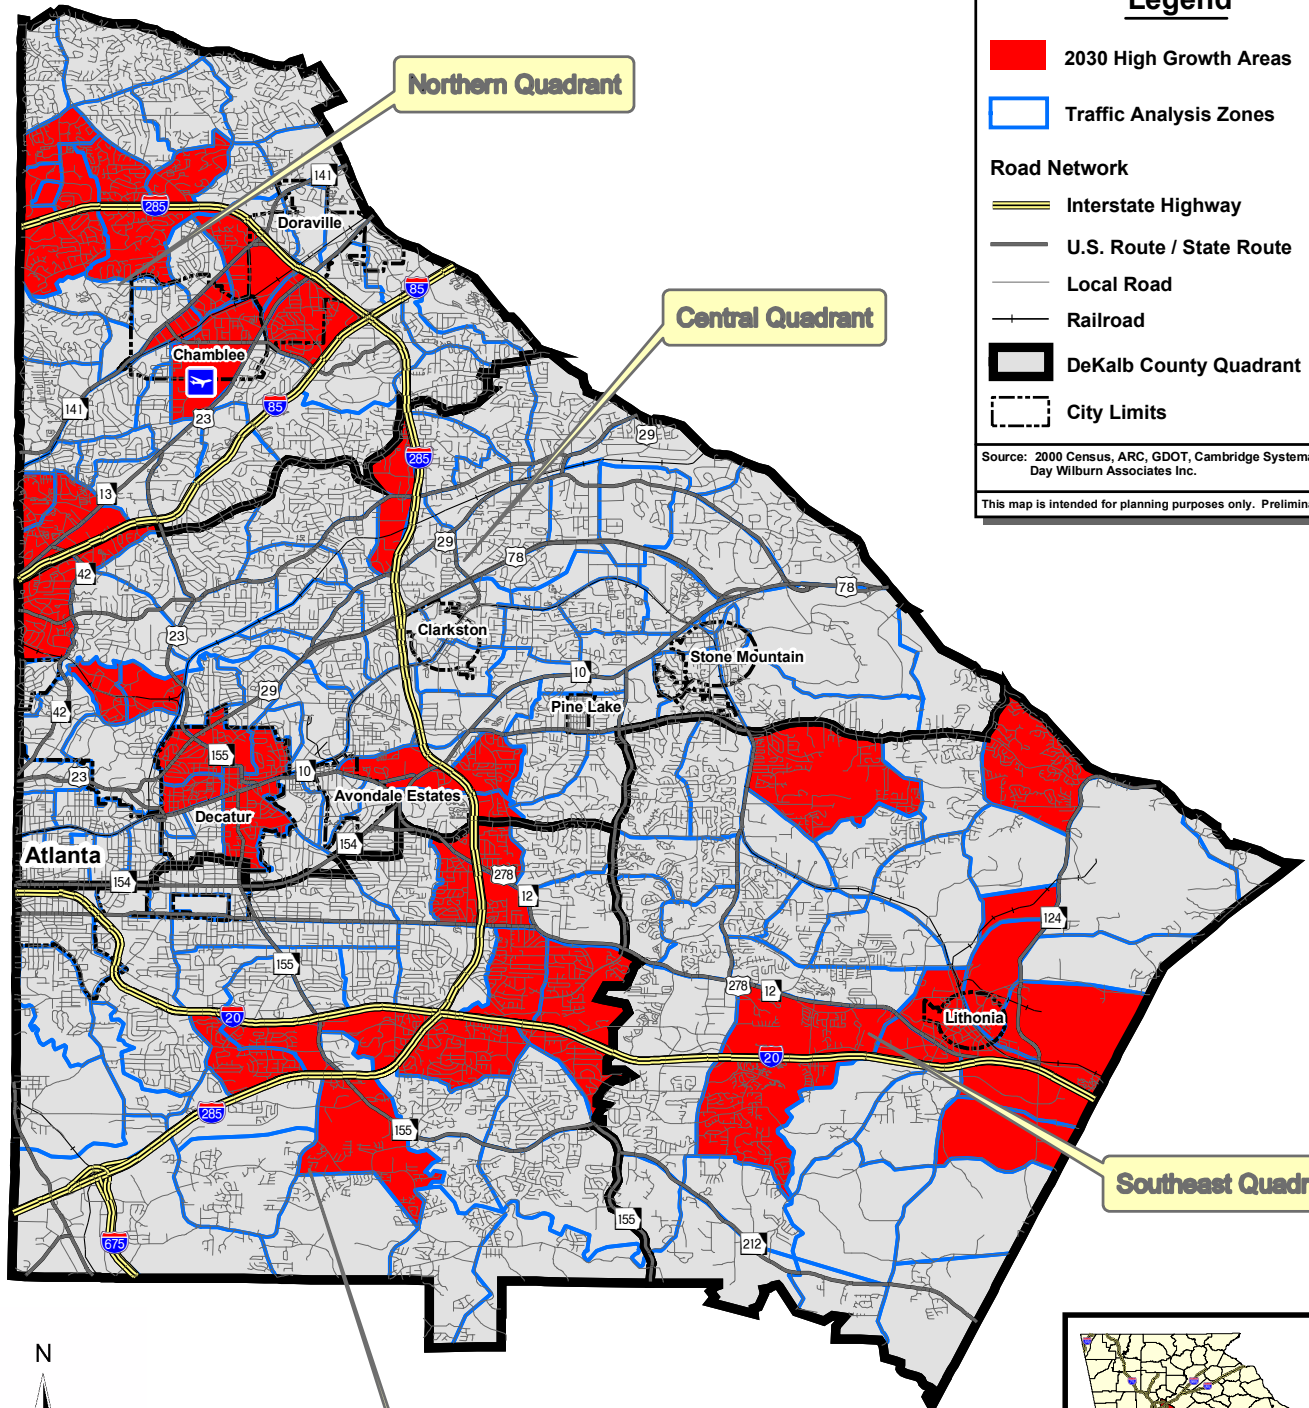 Legend
2030 High Growth Areas
Traffic Analysis Zones
Road Network
Interstate Highway
U.S. Route / State Route
Local Road
Railroad
DeKalb County Quadrant
City Limits
Source: 2000 Census, ARC, GDOT, Cambridge Systema
Day Wilburn Associates Inc.
This map is intended for planning purposes only. Prelimina
Northern Quadrant
141
285
Doraville
85
Central Quadrant
Chamblee
141
23
85
29
285
13
29
78
42
78
23
Clarkston
Stone Mountain
10
29
42
Pine Lake
155
10
23
Avondale Estates
Decatur
154
Atlanta
154
278
12
124
155
278
12
20
Lithonia
20
285
155
Southeast Quadr
155
212
675
N